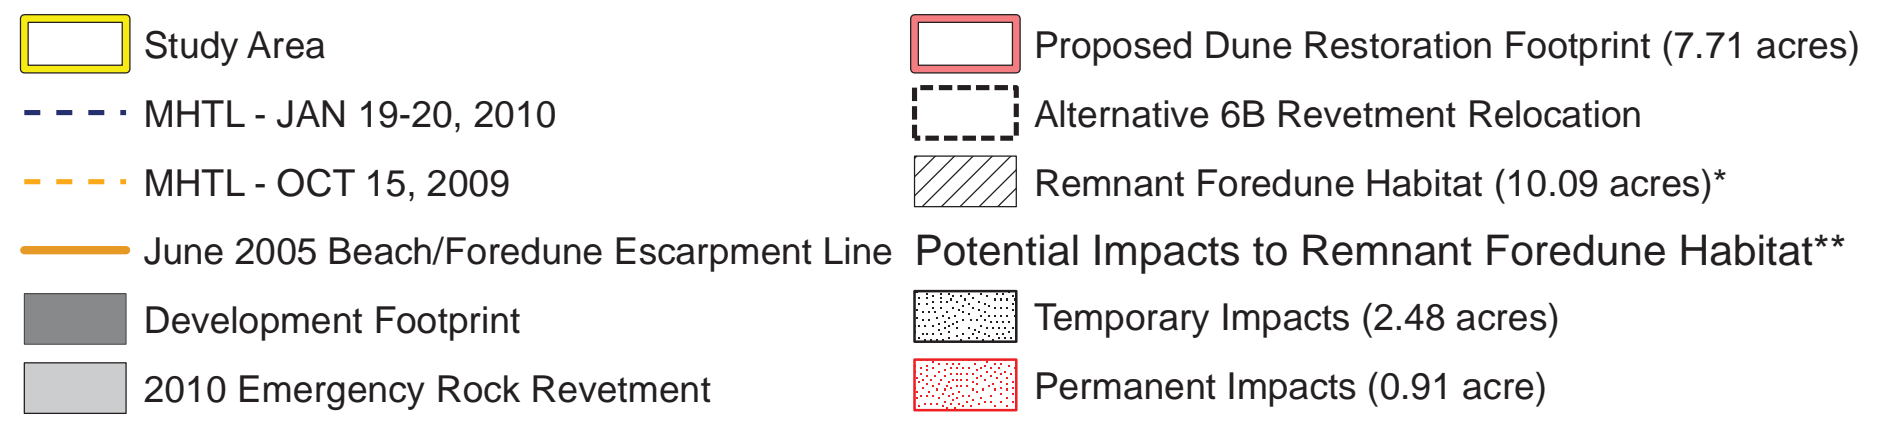 Study Area
MHTL - JAN 19-20, 2010
MHTL - OCT 15, 2009
June 2005 Beach/Foredune Escarpment Line
Development Footprint
2010 Emergency Rock Revetment
Proposed Dune Restoration Footprint (7.71 acres)
Alternative 6B Revetment Relocation
Remnant Foredune Habitat (10.09 acres)*
Potential Impacts to Remnant Foredune Habitat**
Temporary Impacts (2.48 acres)
Permanent Impacts (0.91 acre)